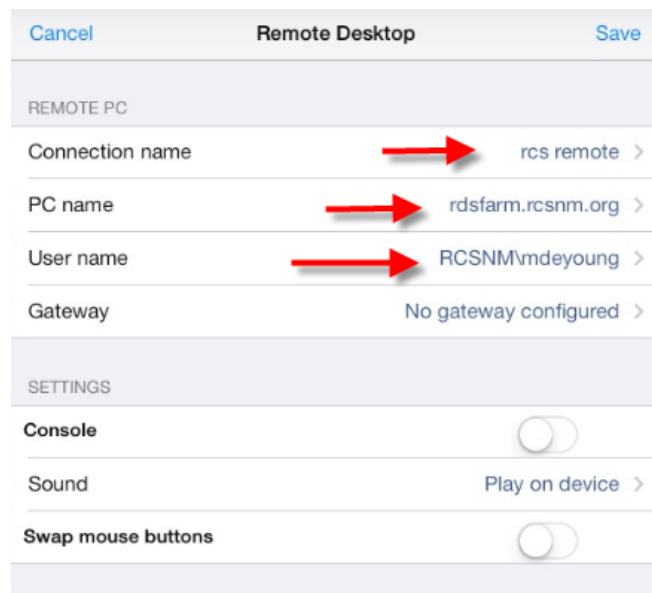 Cancel Remote Desktop Save
REMOTE PC
Connection name rcs remote
PC name rdsfarm.rcsnm.org
User name RCSNM\mdeyoung
Gateway No gateway configured
SETTINGS
Console
Sound Play on device
Swap mouse buttons